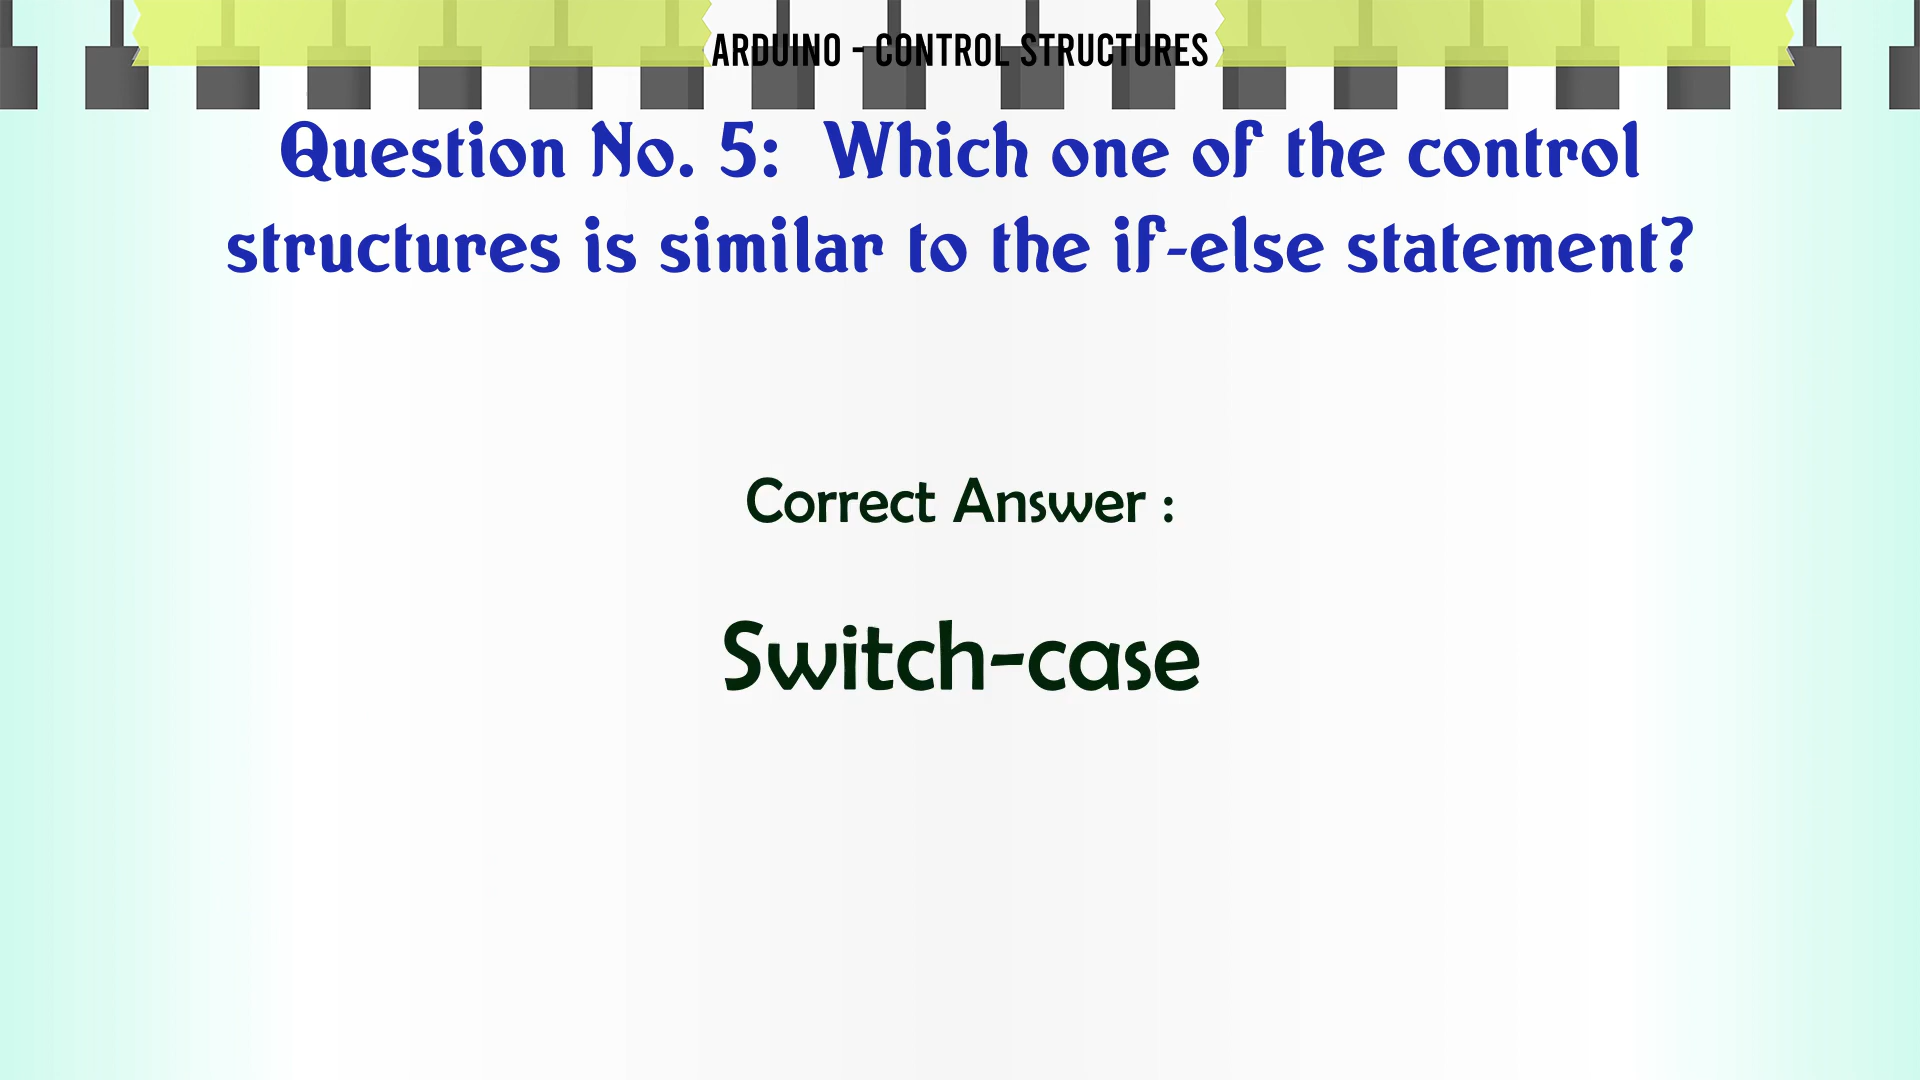 ARDUINO - CONTROL STRUCTURES
Question No. 5:  Which one of the control
structures is similar to the if-else statement?
Correct Answer :
Switch-case